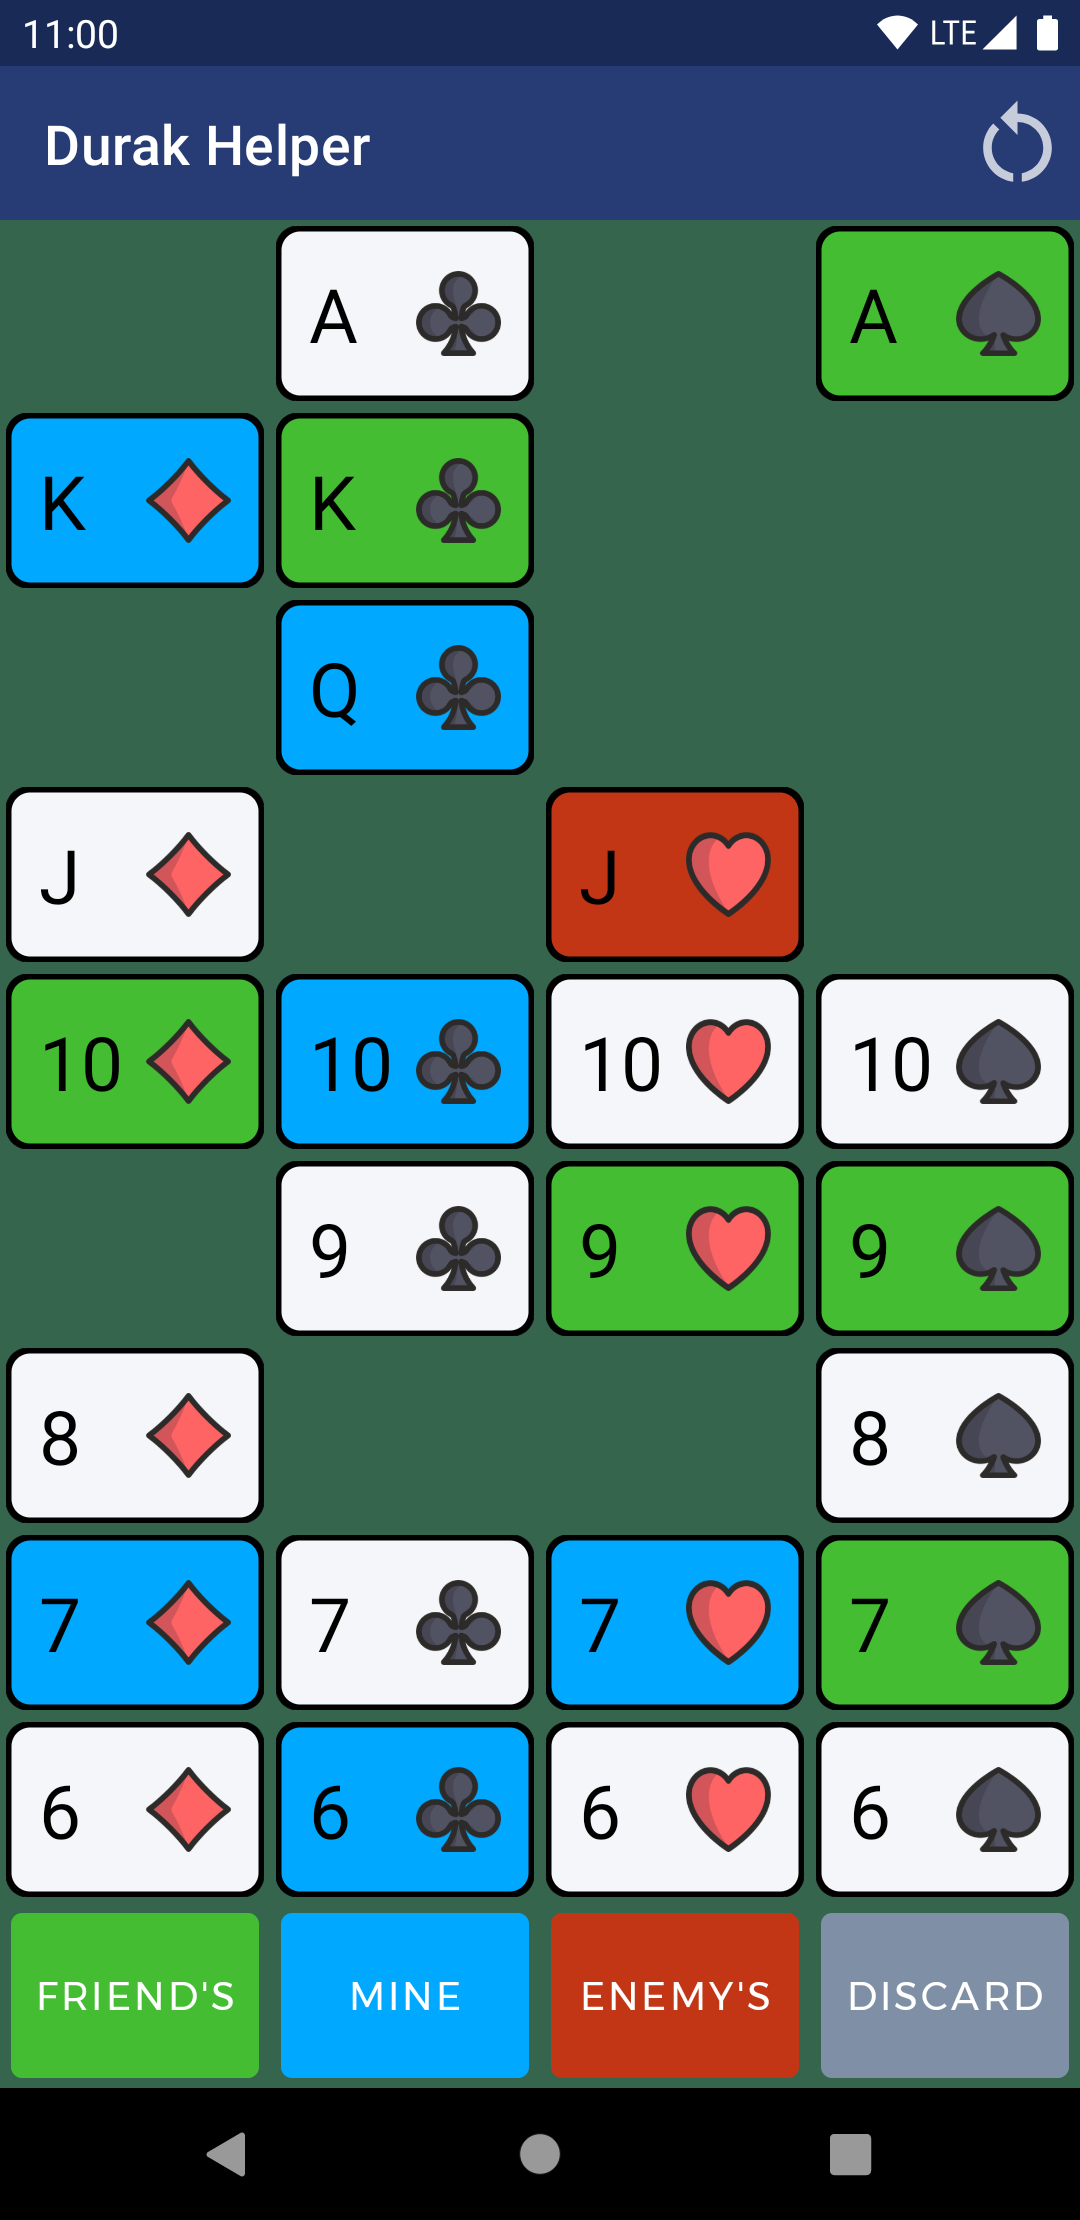 11:00 LTE
Durak Helper
A A
K K
Q
J J
10 10 10 10
9 9 9
8 8
7 7 7 7
6 6 6 6
FRIEND'S MINE ENEMY'S DISCARD